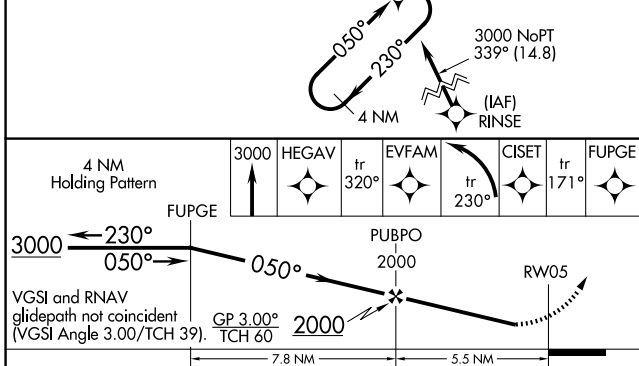 050°
230°
4 NM
3000 NoPT
339° (14.8)
(IAF)
RINSE
4 NM
Holding Pattern
3000
HEGAV
tr
320°
EVFAM
tr
230°
CISET
tr
171°
FUPGE
FUPGE
3000
230°
050°
050°
PUBPO
2000
RW05
VGSI and RNAV
glidepath not coincident
(VGSI Angle 3.00/TCH 39).
GP 3.00°
TCH 60
2000
7.8 NM
5.5 NM